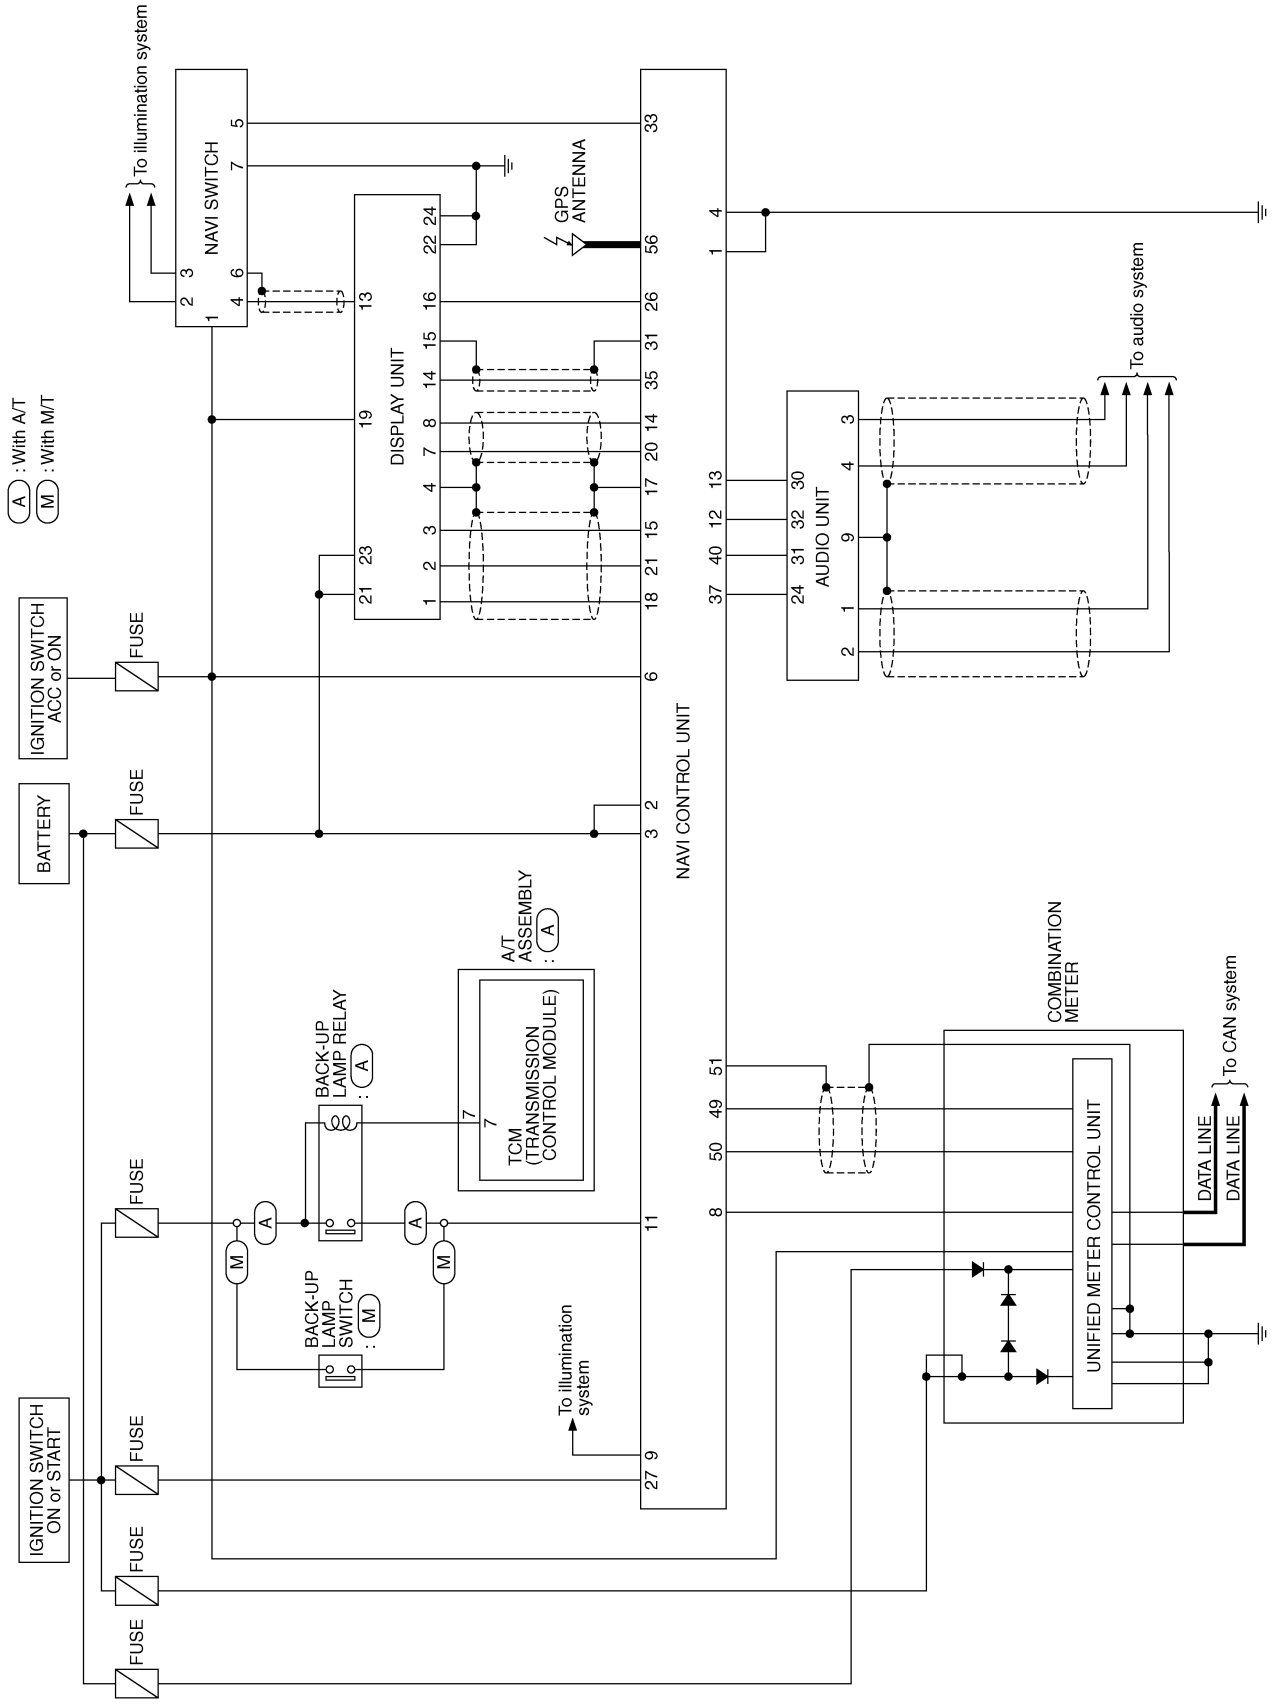 A : With A/T
M : With M/T
IGNITION SWITCH
ON or START
BATTERY
IGNITION SWITCH
ACC or ON
FUSE
FUSE
FUSE
FUSE
FUSE
FUSE
To illumination system
NAVI SWITCH
1
2
3
4
6
7
5
BACK-UP
LAMP
SWITCH
: M
M
M
A
A
BACK-UP
LAMP RELAY
: A
A/T
ASSEMBLY
: A
7
7
TCM
(TRANSMISSION
CONTROL MODULE)
DISPLAY UNIT
21
23
19
13
1
2
3
4
7
8
14
15
16
22
24
GPS
ANTENNA
To illumination
system
27
9
11
3
2
6
18
21
15
17
20
14
35
31
26
56
33
NAVI CONTROL UNIT
8
50
49
51
37
40
12
13
1
4
24
31
32
30
AUDIO UNIT
2
1
9
4
3
To audio system
COMBINATION
METER
UNIFIED METER CONTROL UNIT
DATA LINE
DATA LINE
To CAN system